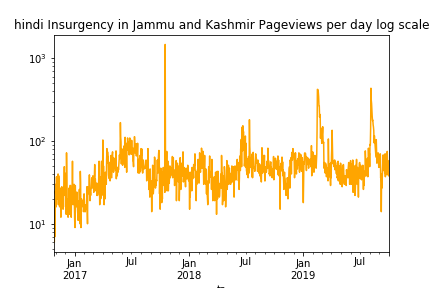 hindi Insurgency in Jammu and Kashmir Pageviews per day log scale
10³
10²
10¹
Jan Jul Jan Jul Jan Jul
2017 2018 2019